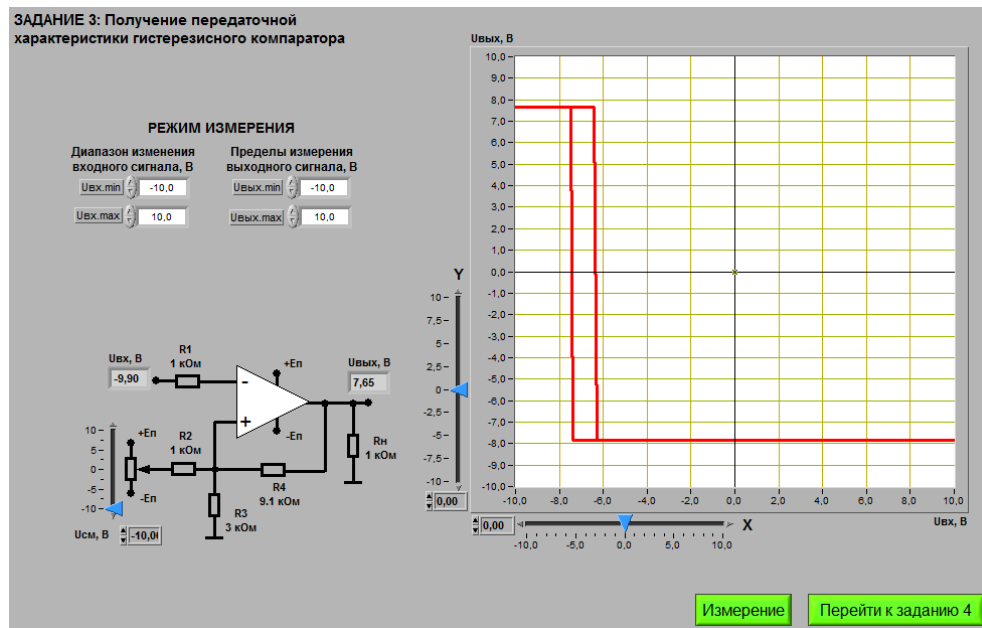 ЗАДАНИЕ 3: Получение передаточной
характеристики гистерезисного компаратора
РЕЖИМ ИЗМЕРЕНИЯ
Диапазон изменения
входного сигнала, В
Uвх.min -10,0
Uвх.max 10,0
Пределы измерения
выходного сигнала, В
Uвых.min -10,0
Uвых.max 10,0
Uвых, В
10,0
9,0
8,0
7,0
6,0
5,0
4,0
3,0
2,0
1,0
0,0
-1,0
-2,0
-3,0
-4,0
-5,0
-6,0
-7,0
-8,0
-9,0
-10,0
-10,0 -8,0 -6,0 -4,0 -2,0 0,0 2,0 4,0 6,0 8,0 10,0
Uвх, В
Y
10
7,5
5
2,5
0
-2,5
-5
-7,5
-10
0,00
0,00
X
-10,0 -5,0 0,0 5,0 10,0
Uвх, В
-9,90
R1
1 кОм
+Еп
-
+
-Еп
Uвых, В
7,65
Rн
1 кОм
10
5
0
-5
-10
+Еп
-Еп
R2
1 кОм
R4
9.1 кОм
R3
3 кОм
Uсм, В
-10,0
Измерение
Перейти к заданию 4